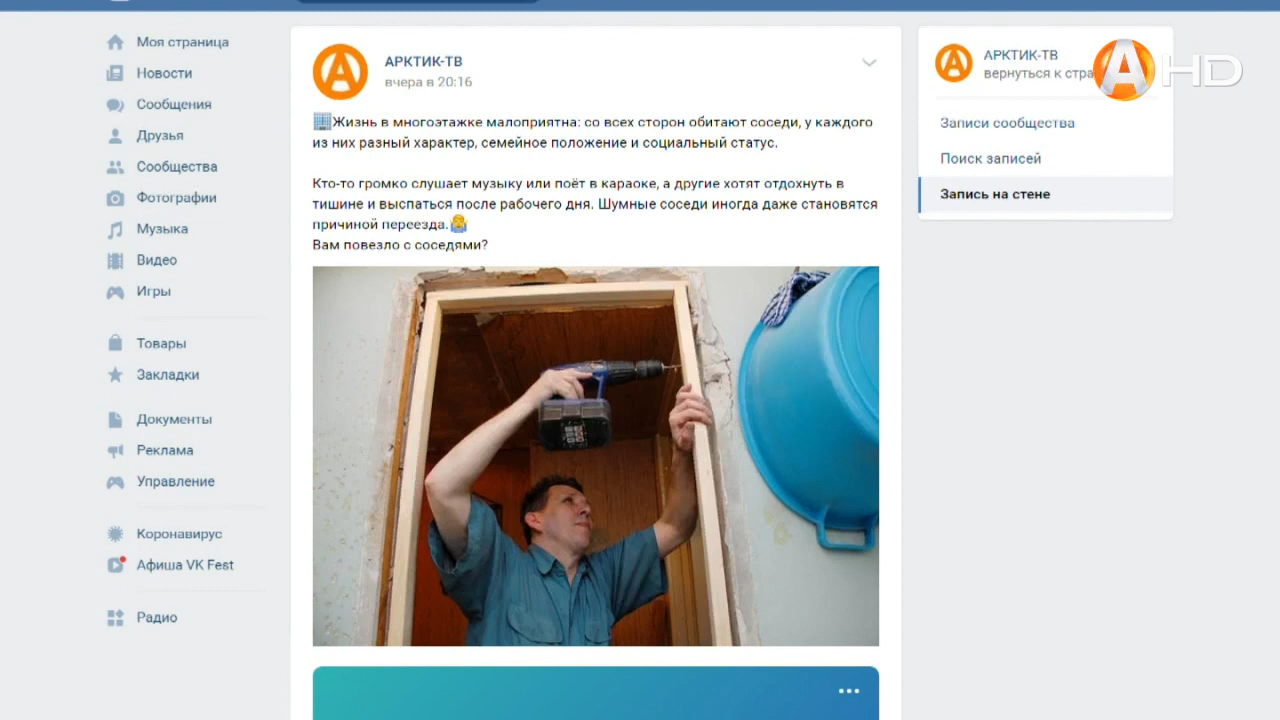 Моя страница
Новости
Сообщения
Друзья
Сообщества
Фотографии
Музыка
Видео
Игры
Товары
Закладки
Документы
Реклама
Управление
Коронавирус
Афиша VK Fest
Радио
АРКТИК-ТВ
вчера в 20:16
Жизнь в многоэтажке малоприятна: со всех сторон обитают соседи, у каждого
из них разный характер, семейное положение и социальный статус.
Кто-то громко слушает музыку или поёт в караоке, а другие хотят отдохнуть в
тишине и выспаться после рабочего дня. Шумные соседи иногда даже становятся
причиной переезда.
Вам повезло с соседями?
АРКТИК-ТВ
вернуться к стра
Записи сообщества
Поиск записей
Запись на стене
A HD